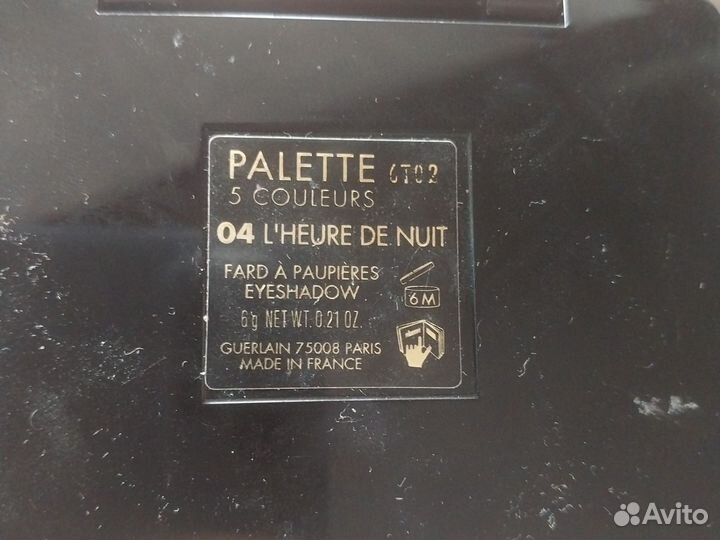 PALETTE 6T02
5 COULEURS
04 L'HEURE DE NUIT
FARD À PAUPIÈRES
EYESHADOW
6g NET WT. 0.21 OZ.
6 M
GUERLAIN 75008 PARIS
MADE IN FRANCE
Avito